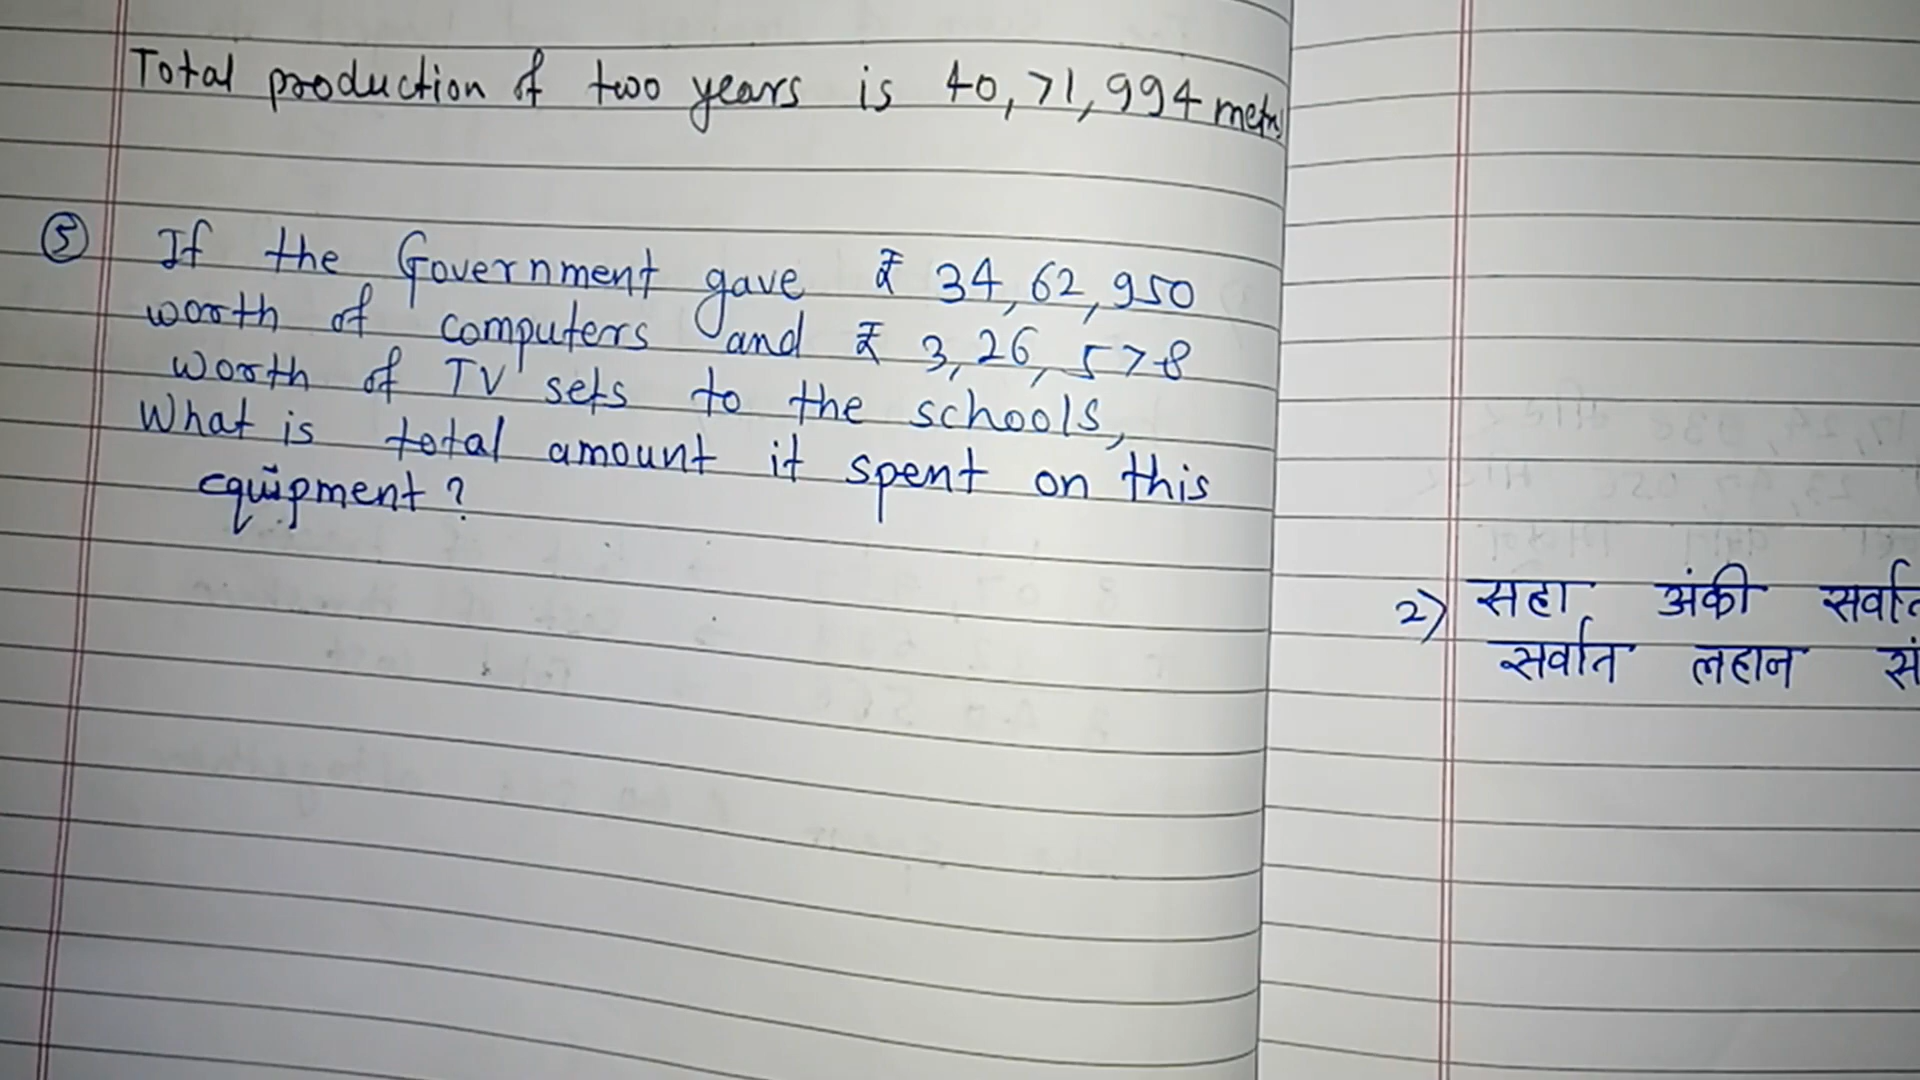 Total production of two years is 40,71,994
⑤ If the Government gave ₹ 34,62,950
worth of computers and ₹ 3,26,578
worth of TV sets to the schools,
What is total amount it spent on this
equipment?
2) सहा अंकी
सर्वात लहान